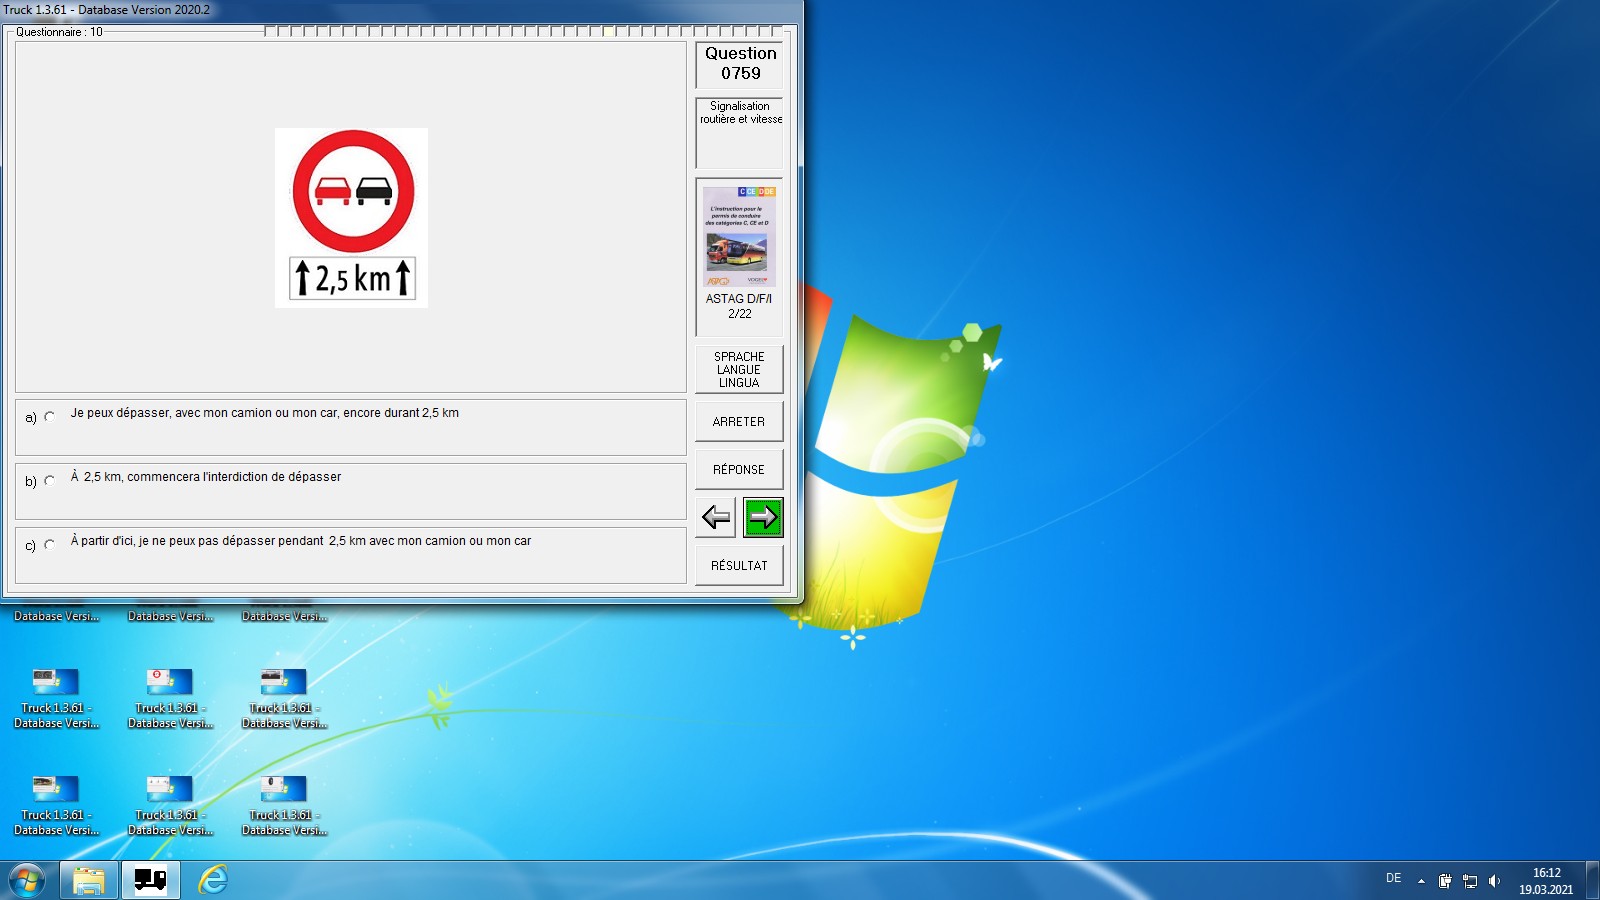 Truck 1.3.61 - Database Version 2020.2
Questionnaire : 10
2,5 km
Question
0759
Signalisation
routière et vitesse
C CE D DE
L'instruction pour le
permis de conduire
des catégories C, CE et D
ASTAG D/F/I
2/22
SPRACHE
LANGUE
LINGUA
ARRETER
RÉPONSE
RÉSULTAT
a) Je peux dépasser, avec mon camion ou mon car, encore durant 2,5 km
b) À 2,5 km, commencera l'interdiction de dépasser
c) À partir d'ici, je ne peux pas dépasser pendant 2,5 km avec mon camion ou mon car
Database Versi... Database Versi... Database Versi...
Truck 1.3.61 - Truck 1.3.61 - Truck 1.3.61 -
Database Versi... Database Versi... Database Versi...
Truck 1.3.61 - Truck 1.3.61 - Truck 1.3.61 -
Database Versi... Database Versi... Database Versi...
DE
16:12
19.03.2021